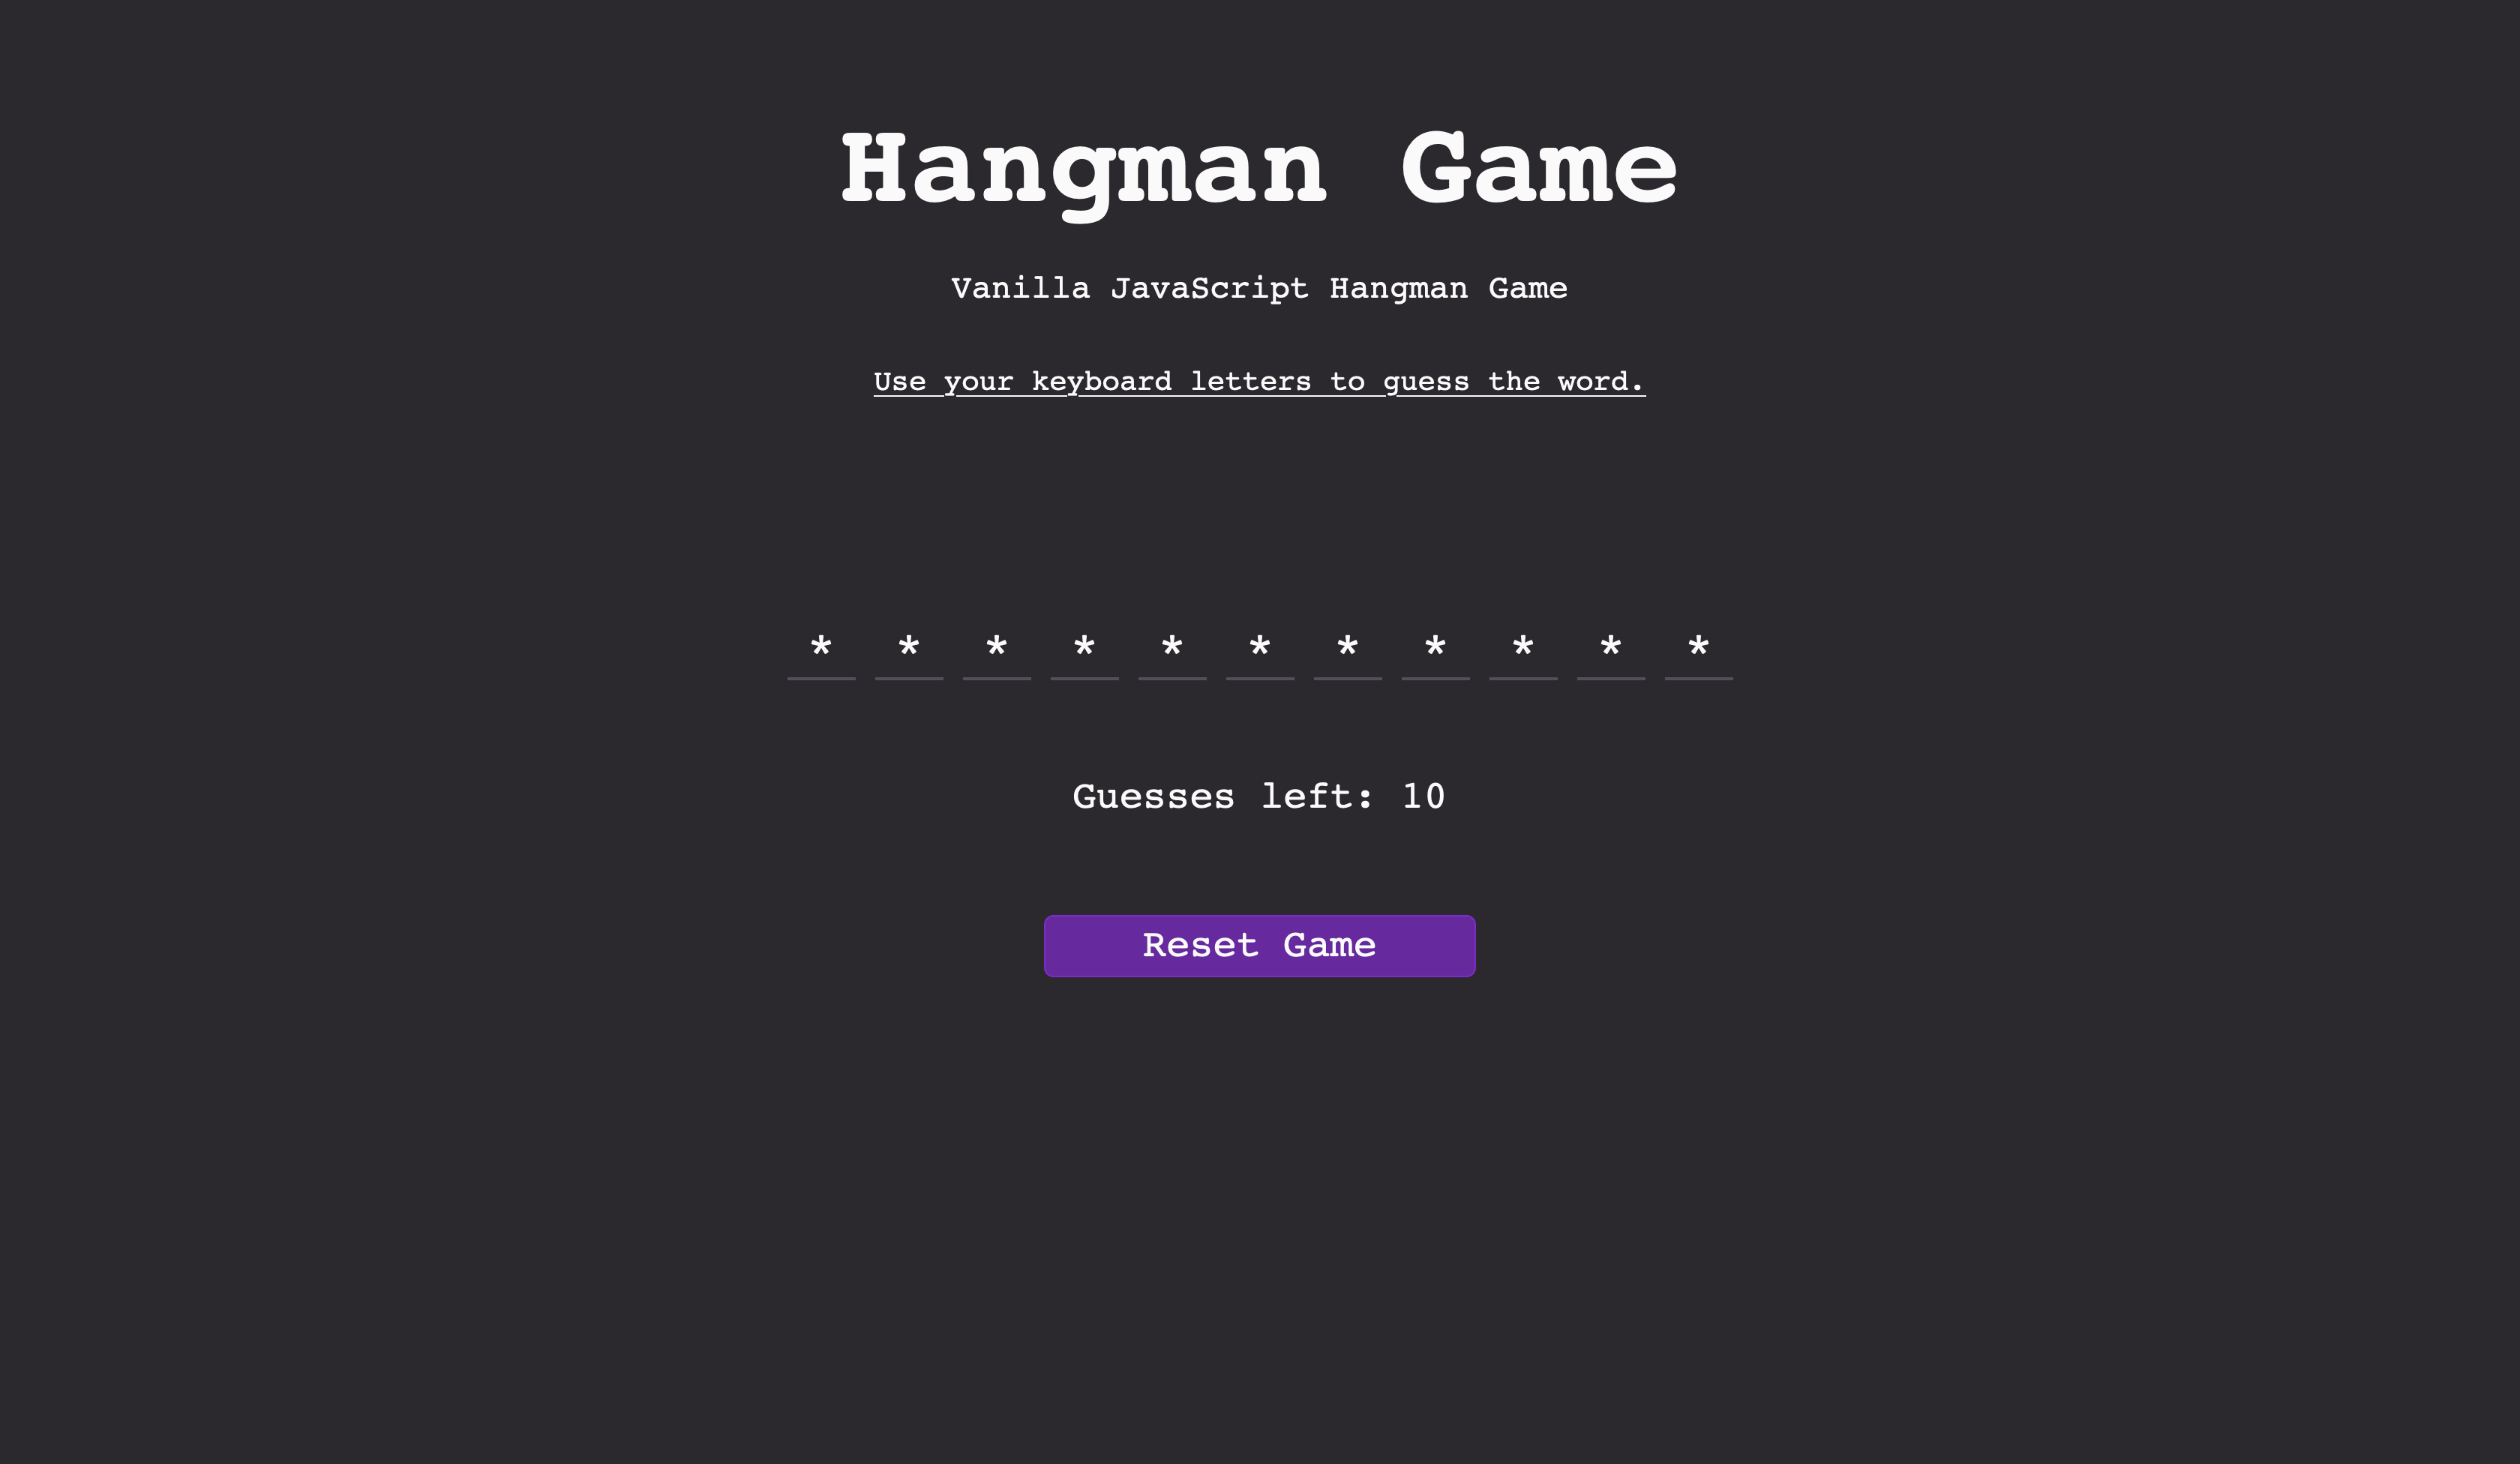 Hangman Game
Vanilla JavaScript Hangman Game
Use your keyboard letters to guess the word.
* * * * * * * * * * *
Guesses left: 10
Reset Game